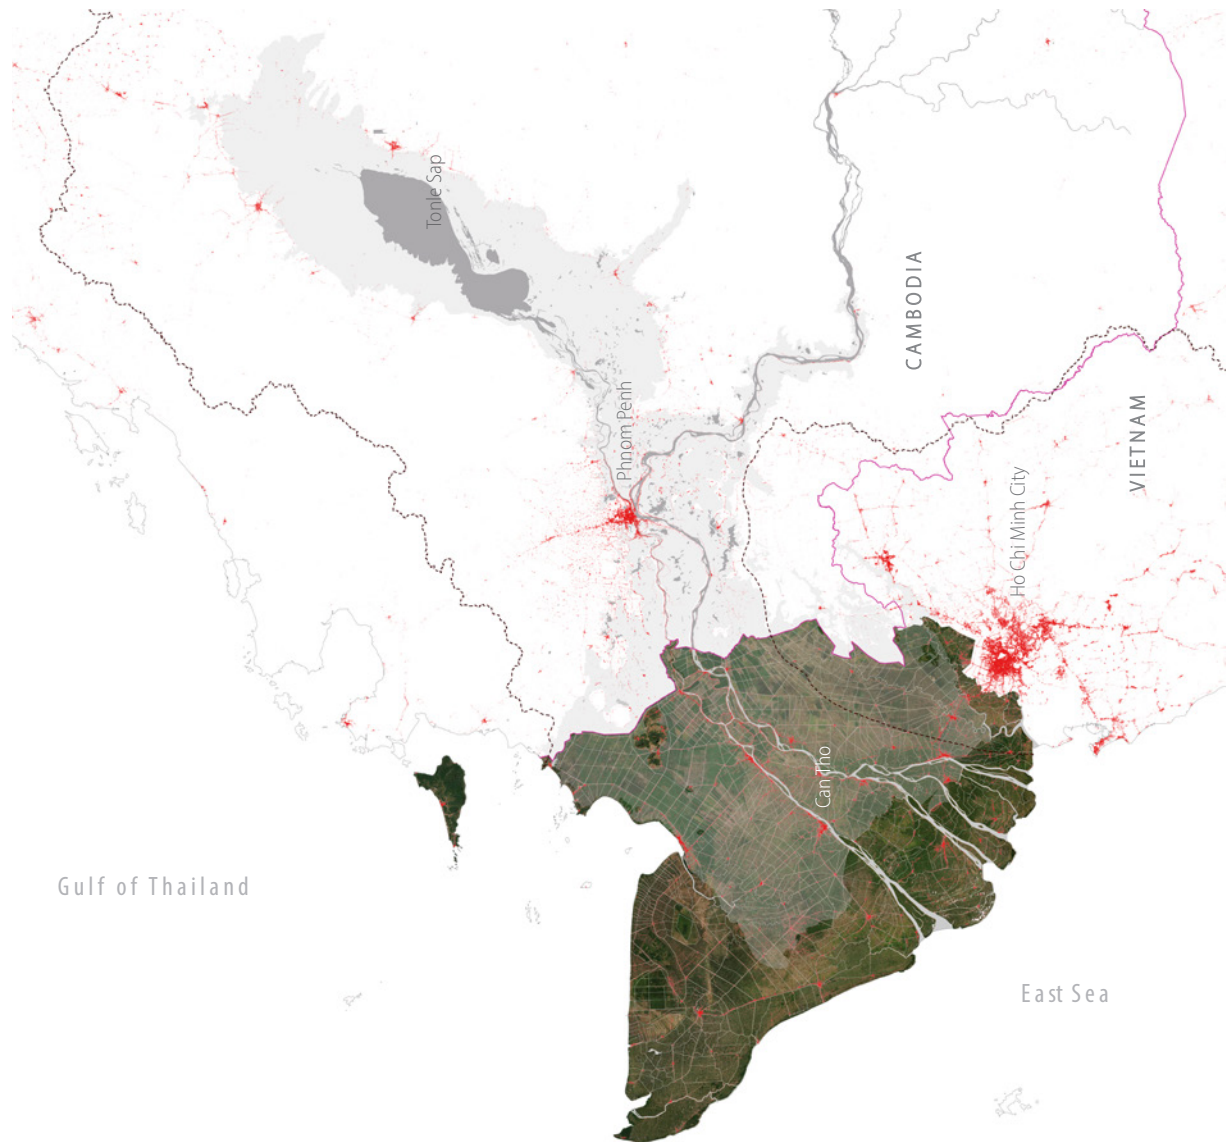 Tonle Sap
CAMBODIA
Phnom Penh
VIETNAM
Ho Chi Minh City
Can Tho
Gulf of Thailand
East Sea